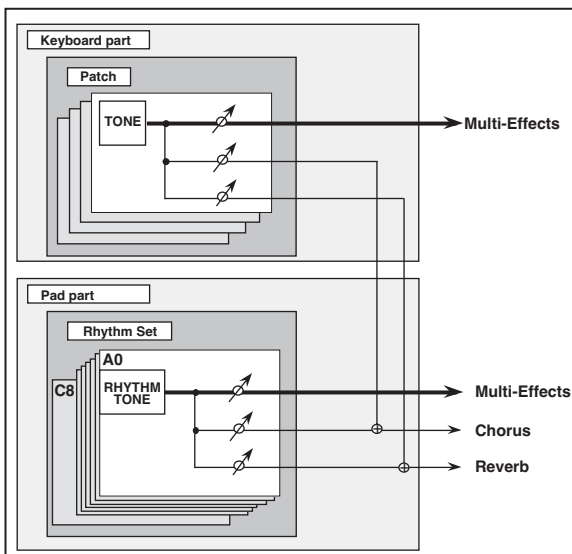 Keyboard part
Patch
TONE
Multi-Effects
Pad part
Rhythm Set
A0
C8
RHYTHM
TONE
Multi-Effects
Chorus
Reverb